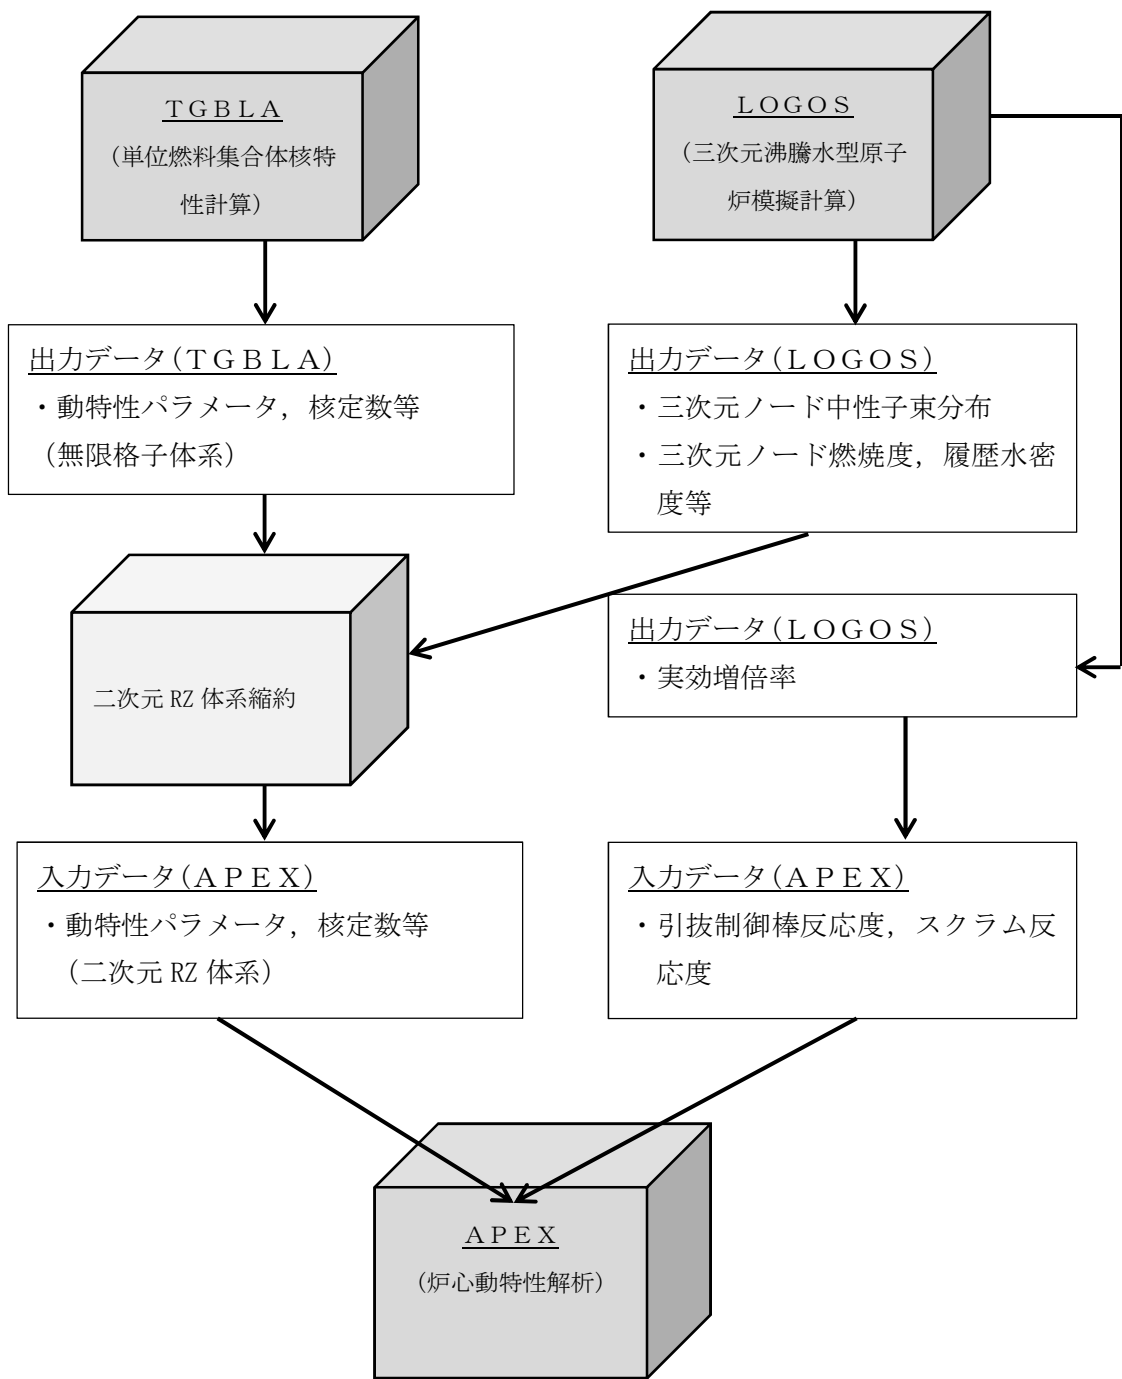 ＴＧＢＬＡ
（単位燃料集合体核特
性計算）
ＬＯＧＯＳ
（三次元沸騰水型原子
炉模擬計算）
出力データ（ＴＧＢＬＡ）
・動特性パラメータ，核定数等
（無限格子体系）
出力データ（ＬＯＧＯＳ）
・三次元ノード中性子束分布
・三次元ノード燃焼度，履歴水密
度等
二次元 RZ 体系縮約
出力データ（ＬＯＧＯＳ）
・実効増倍率
入力データ（ＡＰＥＸ）
・動特性パラメータ，核定数等
（二次元 RZ 体系）
入力データ（ＡＰＥＸ）
・引抜制御棒反応度，スクラム反
応度
ＡＰＥＸ
（炉心動特性解析）